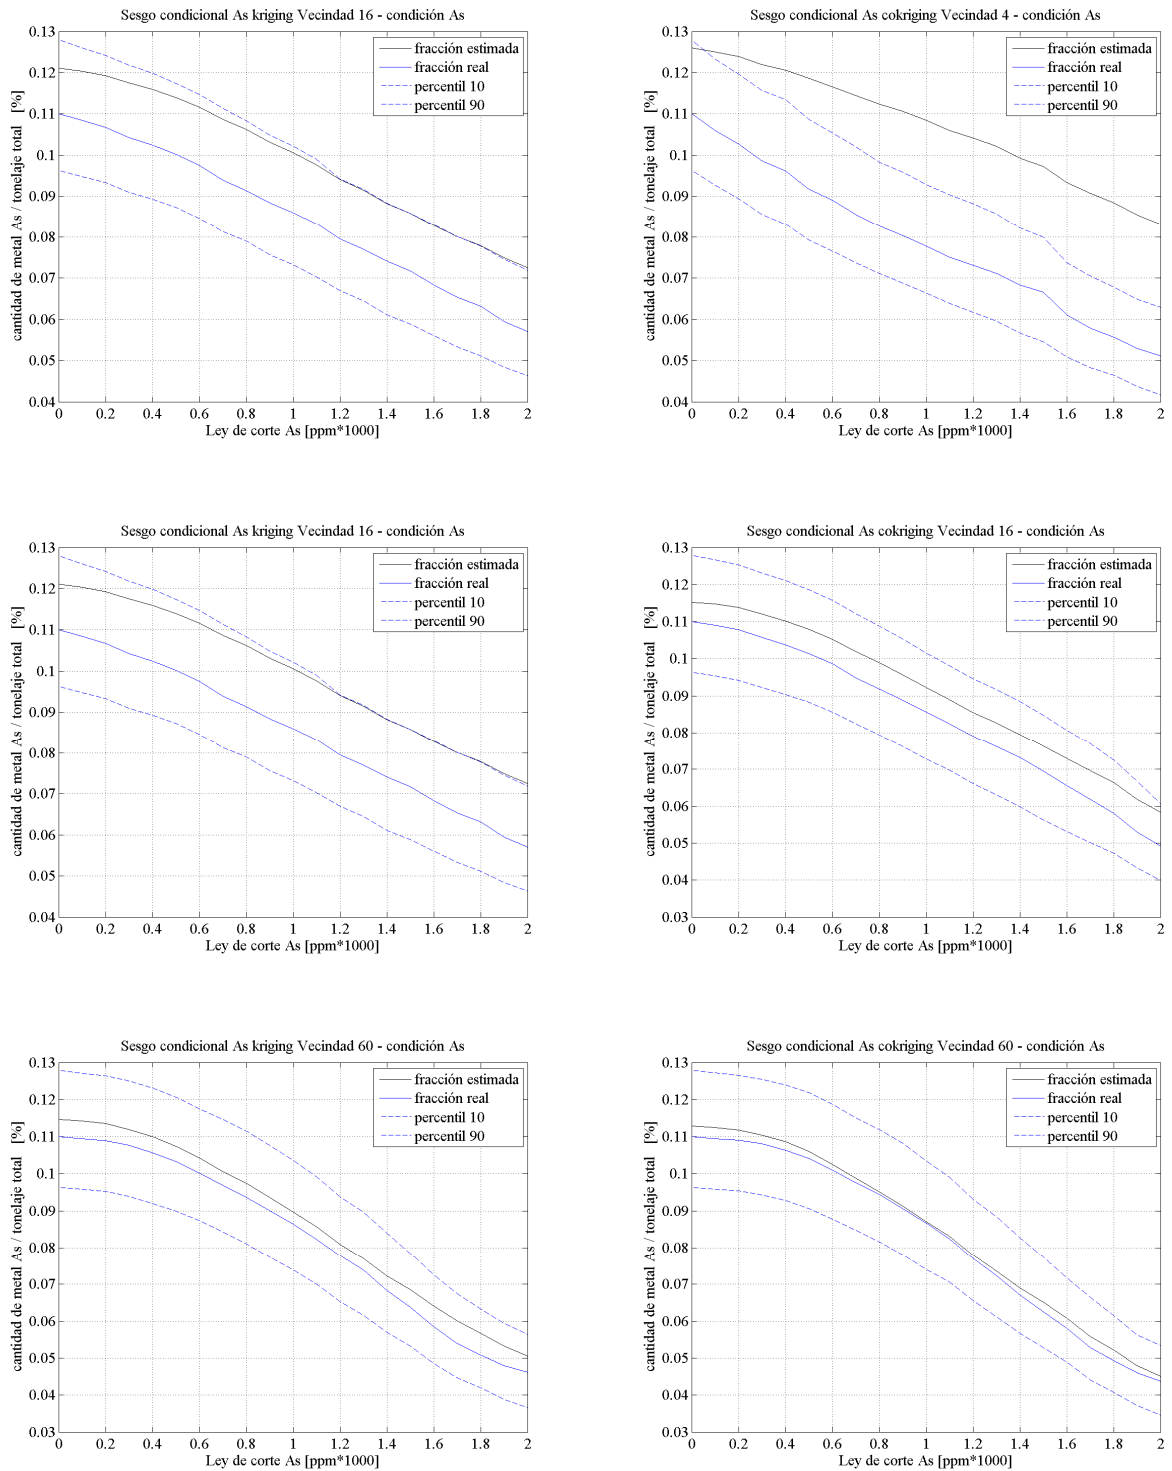 Sesgo condicional As kriging Vecindad 16 - condición As
cantidad de metal As / tonelaje total [%]
0.13
0.12
0.11
0.1
0.09
0.08
0.07
0.06
0.05
0.04
fracción estimada
fracción real
percentil 10
percentil 90
0 0.2 0.4 0.6 0.8 1 1.2 1.4 1.6 1.8 2
Ley de corte As [ppm*1000]
Sesgo condicional As cokriging Vecindad 4 - condición As
cantidad de metal As / tonelaje total [%]
0.13
0.12
0.11
0.1
0.09
0.08
0.07
0.06
0.05
0.04
fracción estimada
fracción real
percentil 10
percentil 90
0 0.2 0.4 0.6 0.8 1 1.2 1.4 1.6 1.8 2
Ley de corte As [ppm*1000]
Sesgo condicional As kriging Vecindad 16 - condición As
cantidad de metal As / tonelaje total [%]
0.13
0.12
0.11
0.1
0.09
0.08
0.07
0.06
0.05
0.04
fracción estimada
fracción real
percentil 10
percentil 90
0 0.2 0.4 0.6 0.8 1 1.2 1.4 1.6 1.8 2
Ley de corte As [ppm*1000]
Sesgo condicional As cokriging Vecindad 16 - condición As
cantidad de metal As / tonelaje total [%]
0.13
0.12
0.11
0.1
0.09
0.08
0.07
0.06
0.05
0.04
0.03
fracción estimada
fracción real
percentil 10
percentil 90
0 0.2 0.4 0.6 0.8 1 1.2 1.4 1.6 1.8 2
Ley de corte As [ppm*1000]
Sesgo condicional As kriging Vecindad 60 - condición As
cantidad de metal As / tonelaje total [%]
0.13
0.12
0.11
0.1
0.09
0.08
0.07
0.06
0.05
0.04
0.03
fracción estimada
fracción real
percentil 10
percentil 90
0 0.2 0.4 0.6 0.8 1 1.2 1.4 1.6 1.8 2
Ley de corte As [ppm*1000]
Sesgo condicional As cokriging Vecindad 60 - condición As
cantidad de metal As / tonelaje total [%]
0.13
0.12
0.11
0.1
0.09
0.08
0.07
0.06
0.05
0.04
0.03
fracción estimada
fracción real
percentil 10
percentil 90
0 0.2 0.4 0.6 0.8 1 1.2 1.4 1.6 1.8 2
Ley de corte As [ppm*1000]